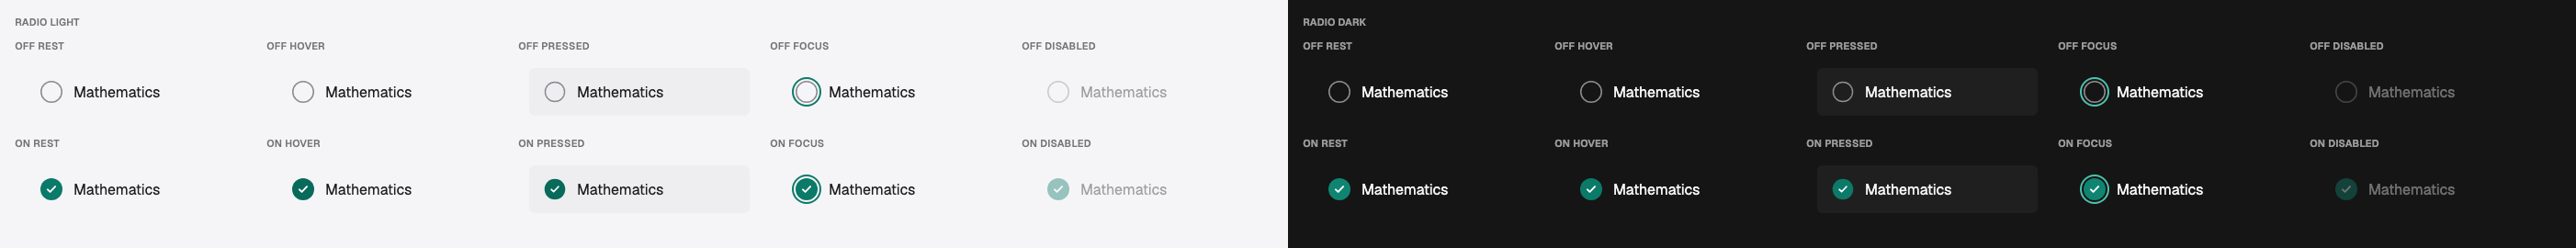 RADIO LIGHT
OFF REST OFF HOVER OFF PRESSED OFF FOCUS OFF DISABLED
Mathematics Mathematics Mathematics Mathematics Mathematics
ON REST ON HOVER ON PRESSED ON FOCUS ON DISABLED
Mathematics Mathematics Mathematics Mathematics Mathematics
RADIO DARK
OFF REST OFF HOVER OFF PRESSED OFF FOCUS OFF DISABLED
Mathematics Mathematics Mathematics Mathematics Mathematics
ON REST ON HOVER ON PRESSED ON FOCUS ON DISABLED
Mathematics Mathematics Mathematics Mathematics Mathematics